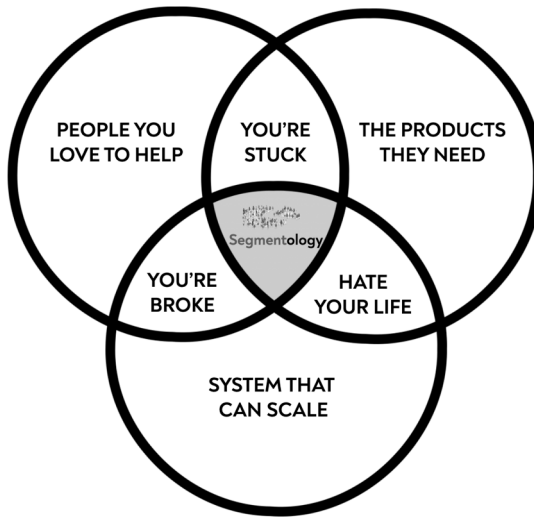 PEOPLE YOU
LOVE TO HELP
YOU'RE
STUCK
THE PRODUCTS
THEY NEED
Segmentology
YOU'RE
BROKE
HATE
YOUR LIFE
SYSTEM THAT
CAN SCALE